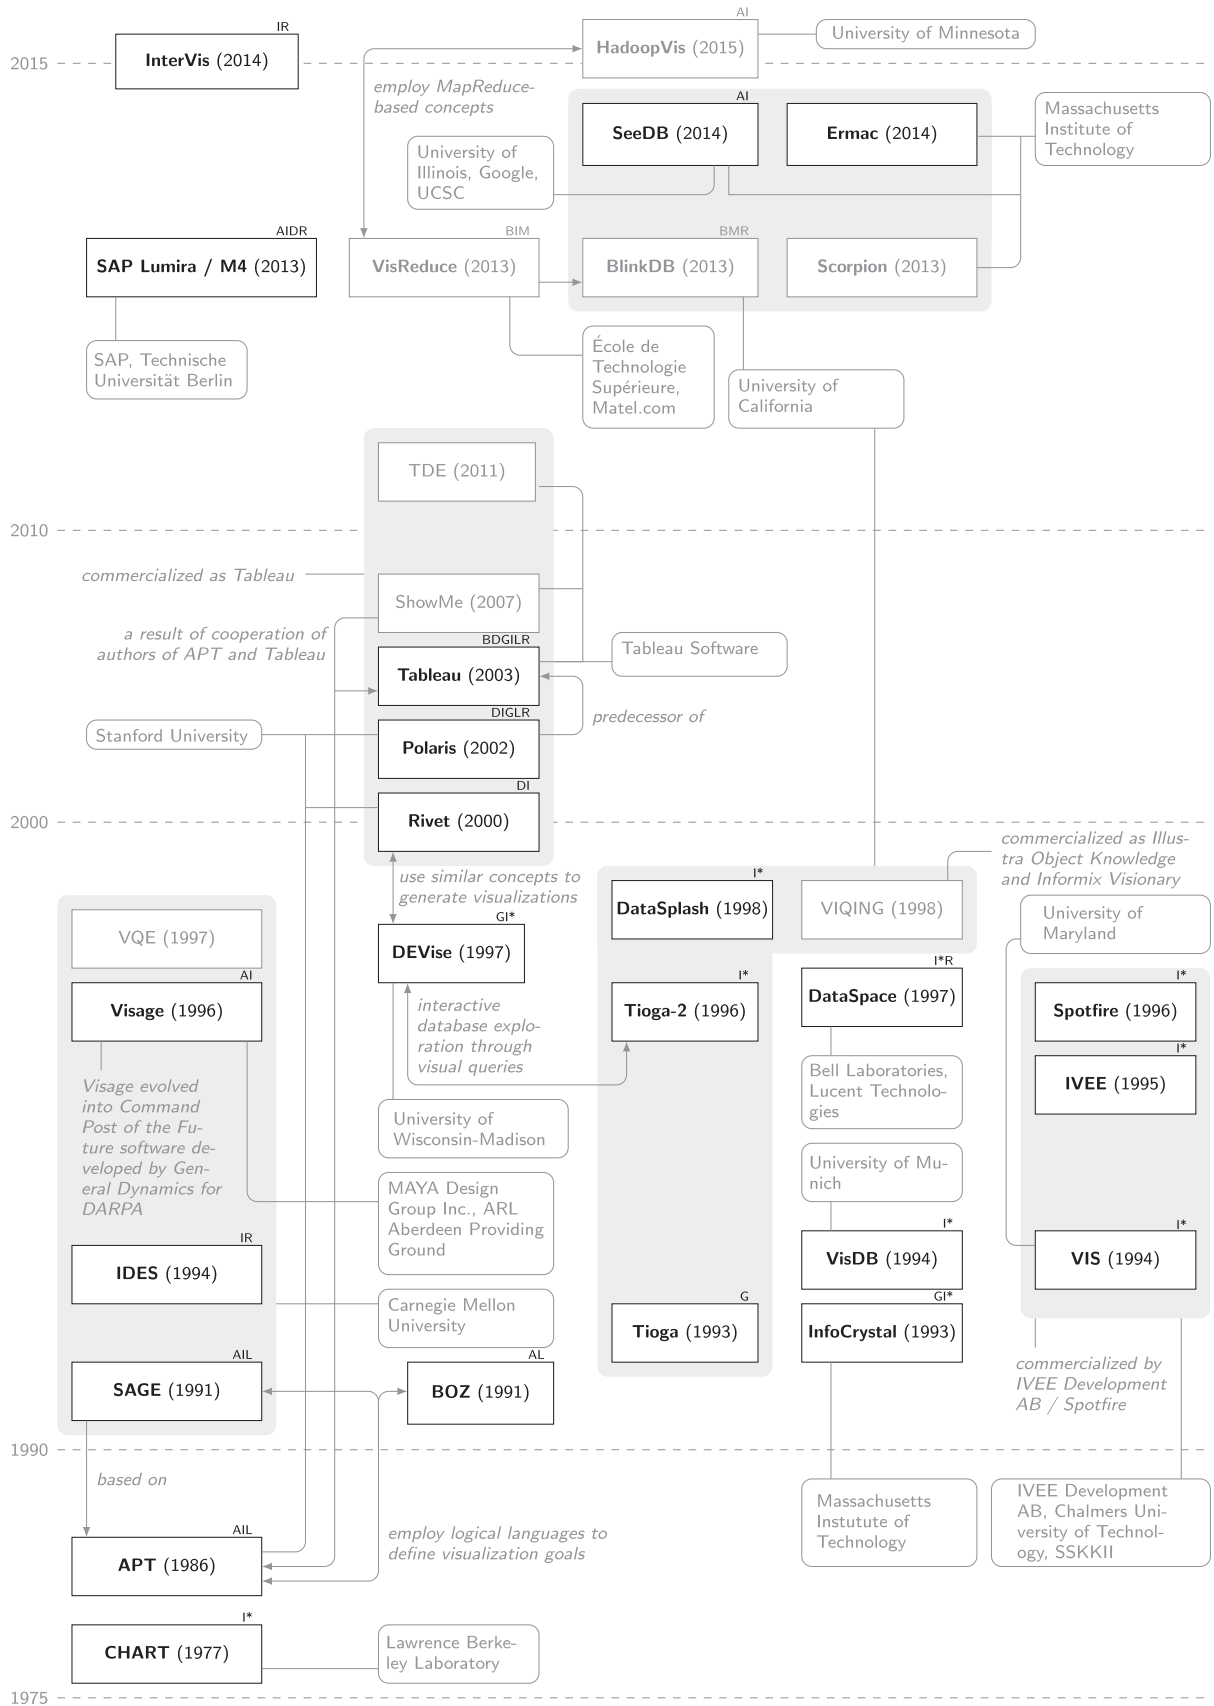 IR
InterVis (2014)
AI
HadoopVis (2015)
University of Minnesota
2015
employ MapReduce-
based concepts
AI
SeeDB (2014)
Ermac (2014)
Massachusetts
Institute of
Technology
University of
Illinois, Google,
UCSC
AIDR
SAP Lumira / M4 (2013)
BIM
VisReduce (2013)
BMR
BlinkDB (2013)
Scorpion (2013)
SAP, Technische
Universität Berlin
École de
Technologie
Supérieure,
Matel.com
University of
California
TDE (2011)
2010
commercialized as Tableau
ShowMe (2007)
a result of cooperation of
authors of APT and Tableau
BDGILR
Tableau (2003)
Tableau Software
predecessor of
Stanford University
DIGLR
Polaris (2002)
DI
Rivet (2000)
2000
use similar concepts to
generate visualizations
commercialized as Illus-
tra Object Knowledge
and Informix Visionary
I*
DataSplash (1998)
VIQING (1998)
University of
Maryland
VQE (1997)
GI*
DEVise (1997)
AI
Visage (1996)
interactive
database explo-
ration through
visual queries
I*
Tioga-2 (1996)
I*R
DataSpace (1997)
I*
Spotfire (1996)
I*
IVEE (1995)
Bell Laboratories,
Lucent Technolo-
gies
Visage evolved
into Command
Post of the Fu-
ture software de-
veloped by Gen-
eral Dynamics for
DARPA
University of
Wisconsin-Madison
University of Mu-
nich
MAYA Design
Group Inc., ARL
Aberdeen Providing
Ground
IR
IDES (1994)
I*
VisDB (1994)
I*
VIS (1994)
Carnegie Mellon
University
G
Tioga (1993)
GI*
InfoCrystal (1993)
commercialized by
IVEE Development
AB / Spotfire
AIL
SAGE (1991)
AL
BOZ (1991)
1990
based on
Massachusetts
Instutute of
Technology
IVEE Development
AB, Chalmers Uni-
versity of Technol-
ogy, SSKKII
employ logical languages to
define visualization goals
AIL
APT (1986)
I*
CHART (1977)
Lawrence Berke-
ley Laboratory
1975